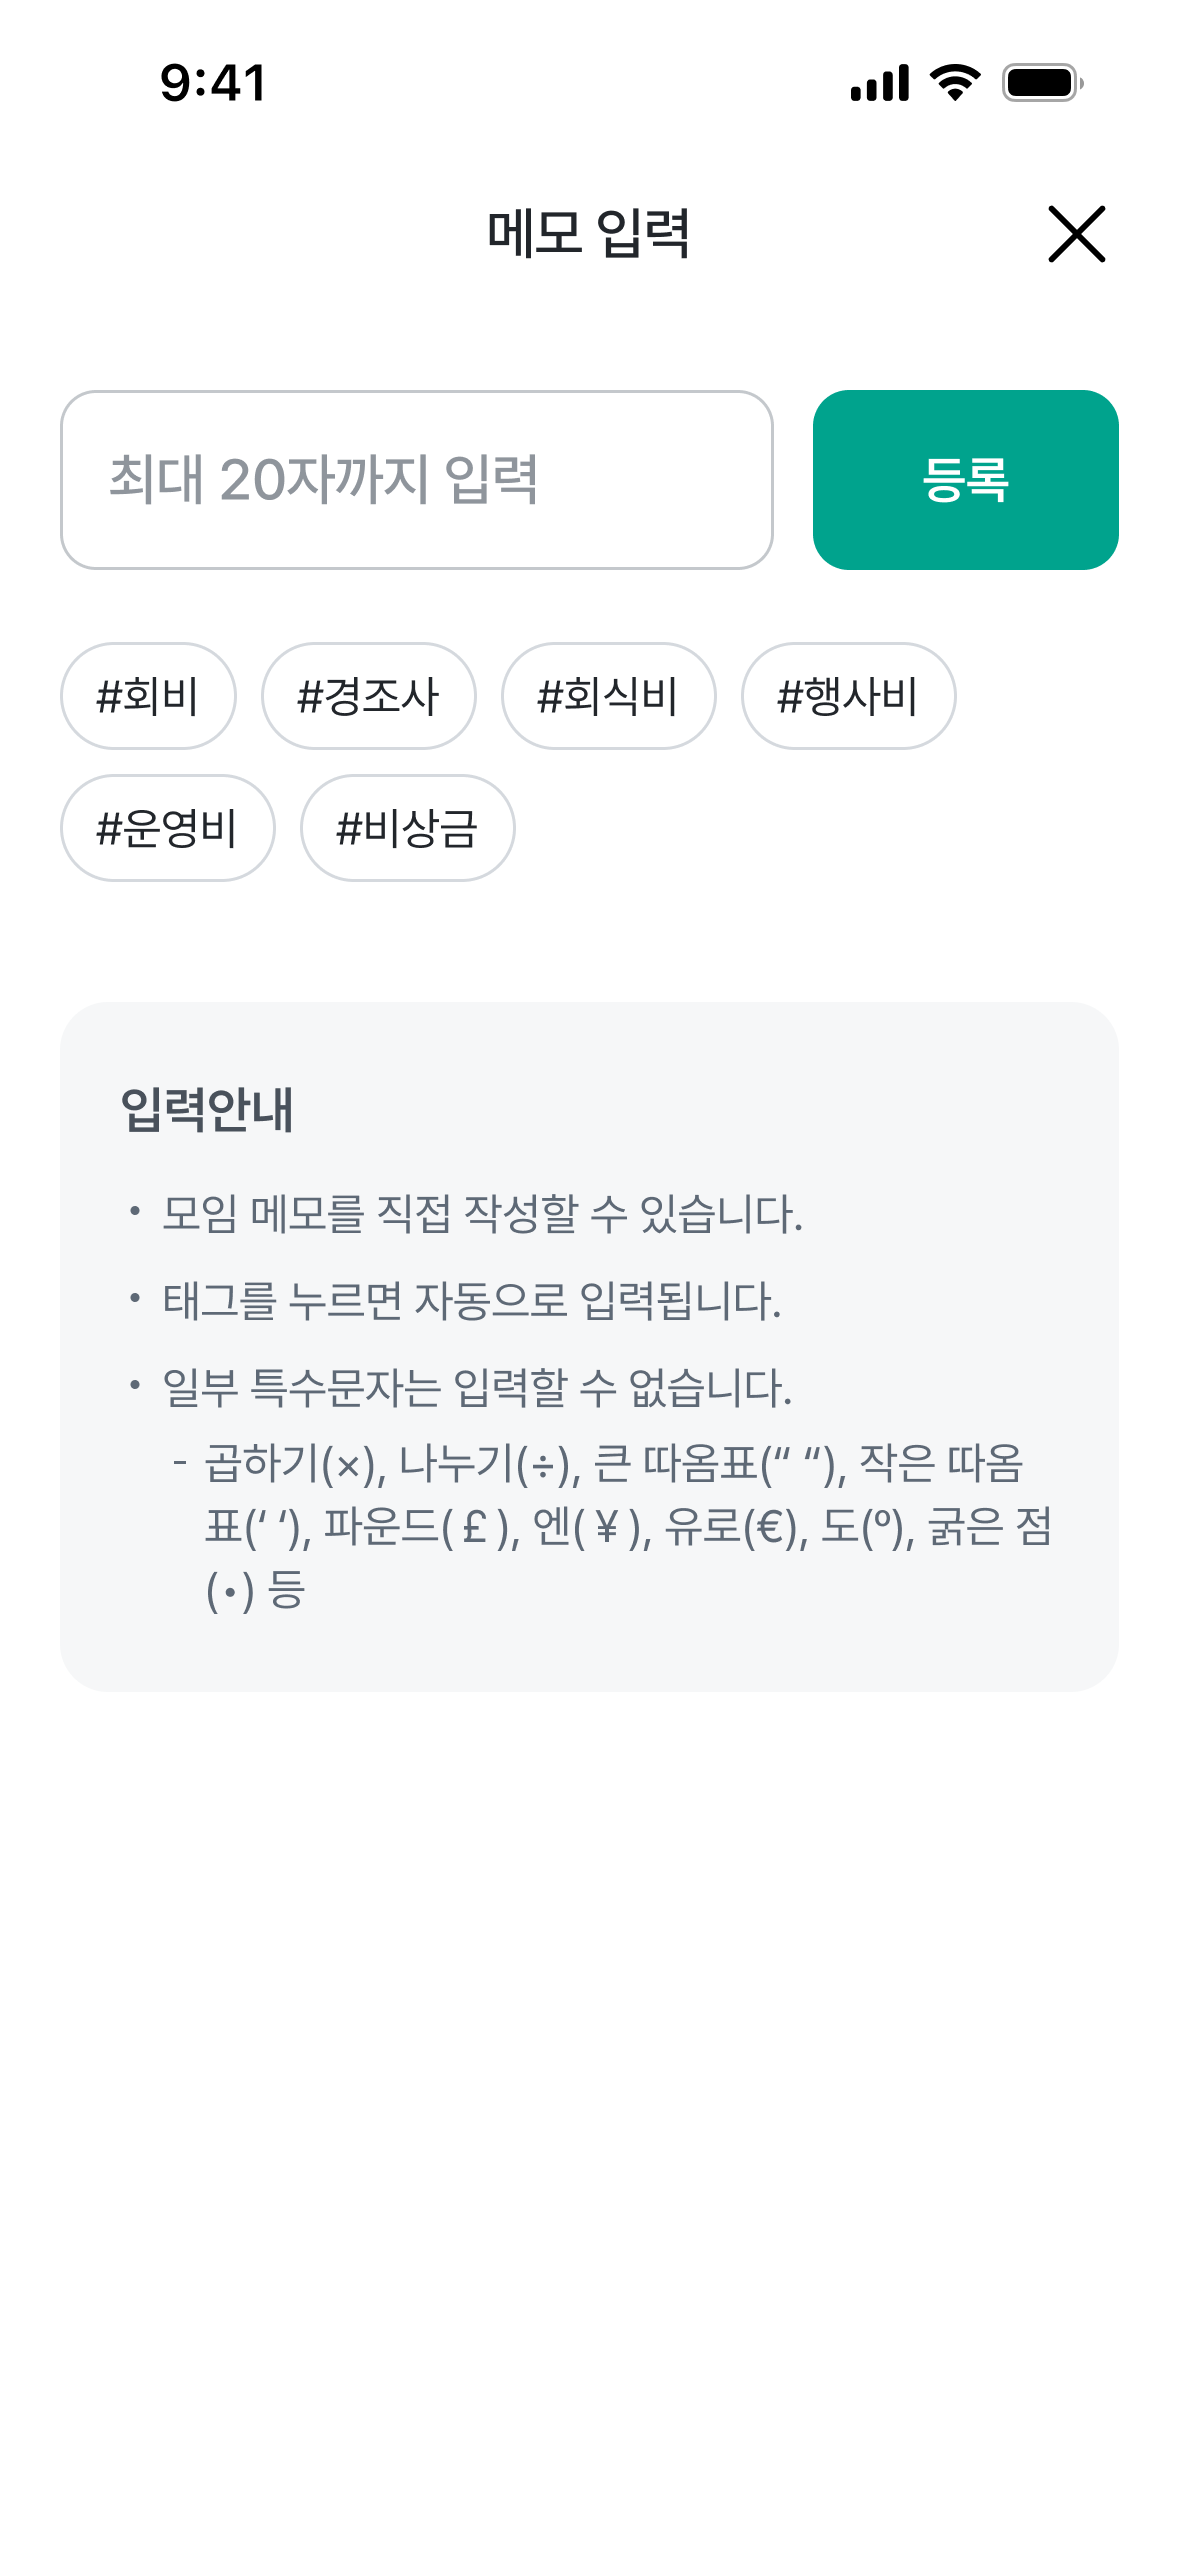 9:41
메모 입력
최대 20자까지 입력
등록
#회비 #경조사 #회식비 #행사비
#운영비 #비상금
입력안내
• 모임 메모를 직접 작성할 수 있습니다.
• 태그를 누르면 자동으로 입력됩니다.
• 일부 특수문자는 입력할 수 없습니다.
- 곱하기(×), 나누기(÷), 큰 따옴표(“ “), 작은 따옴
표(‘ ‘), 파운드(￡), 엔(￥), 유로(€), 도(º), 굵은 점
(•) 등